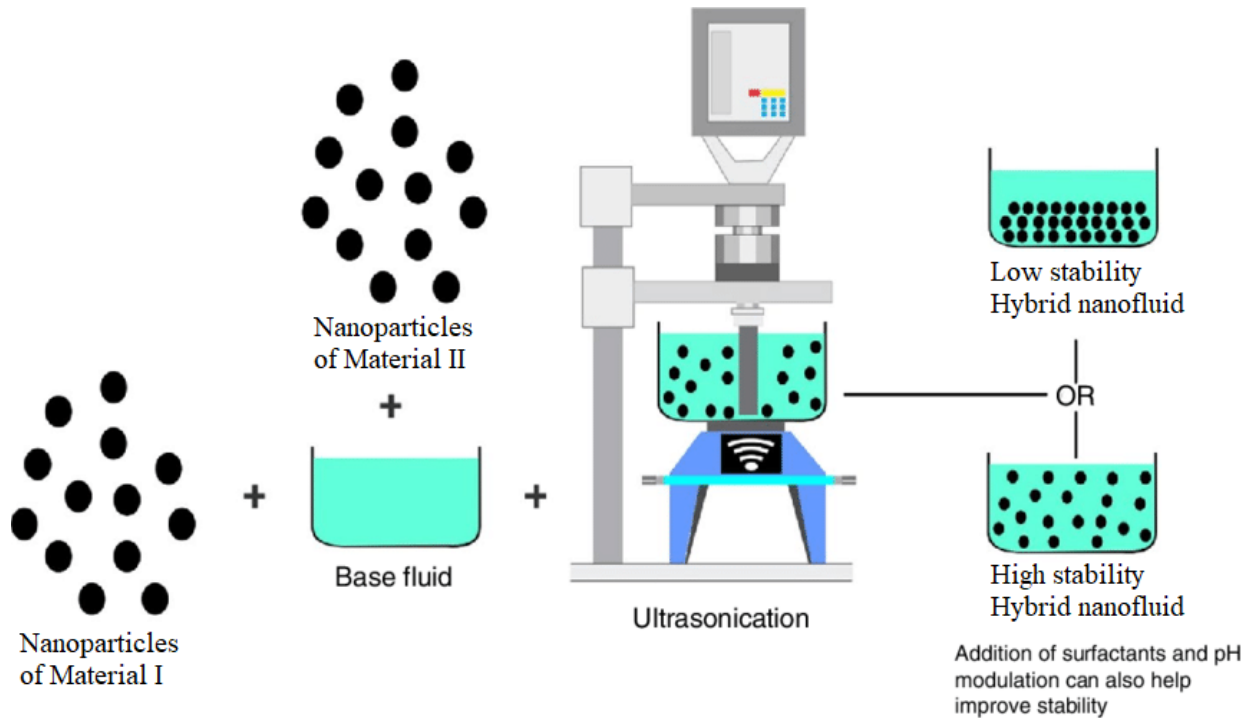 Nanoparticles
of Material I
+
Nanoparticles
of Material II
+
Base fluid
+
Ultrasonication
Low stability
Hybrid nanofluid
OR
High stability
Hybrid nanofluid
Addition of surfactants and pH
modulation can also help
improve stability